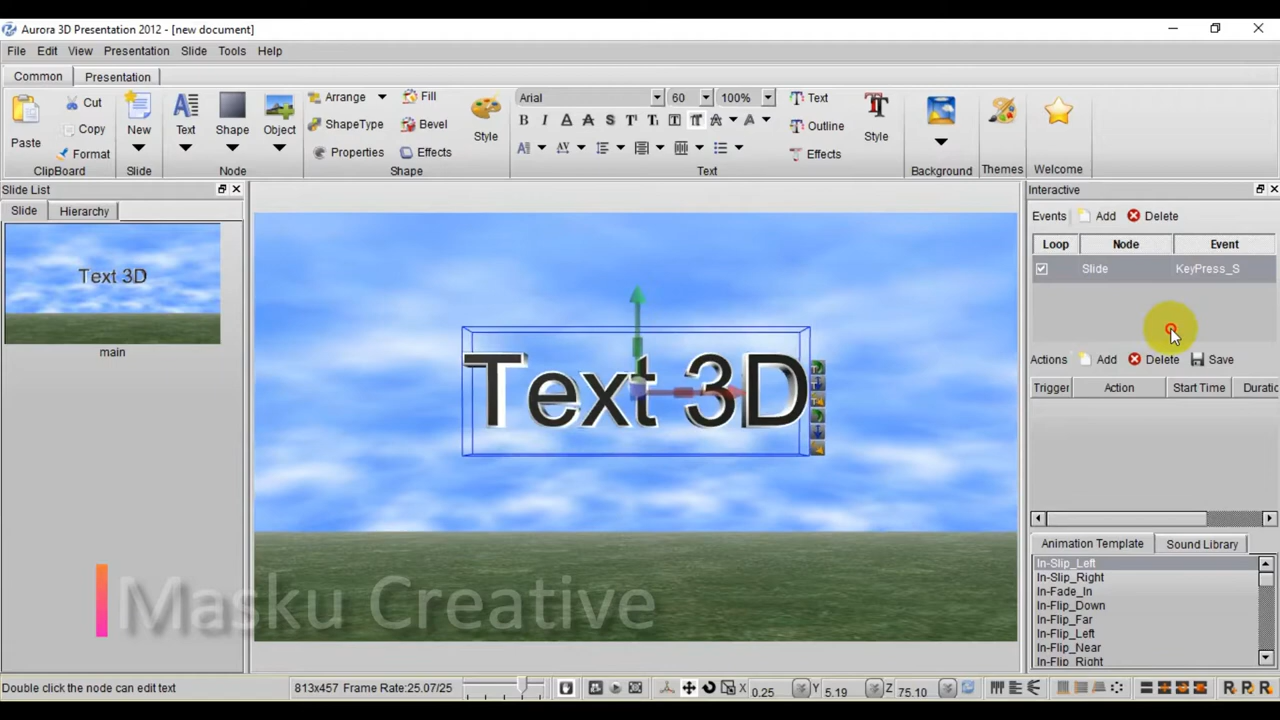 Aurora 3D Presentation 2012 - [new document]
File Edit View Presentation Slide Tools Help
Common Presentation
Paste Cut Copy Format ClipBoard
New Slide
Text Shape Object Node
Arrange Fill
ShapeType Bevel
Properties Effects
Shape
Style
Arial 60 100%
Text
Outline
Effects
Text
Style
Background
Themes
Welcome
Slide List
Slide Hierarchy
Text 3D
main
Text 3D
Masku Creative
Interactive
Events Add Delete
Loop Node Event
Slide KeyPress_S
Actions Add Delete Save
Trigger Action Start Time Duratio
Animation Template Sound Library
In-Slip_Left
In-Slip_Right
In-Fade_In
In-Flip_Down
In-Flip_Far
In-Flip_Left
In-Flip_Near
In-Flip_Right
Double click the node can edit text 813x457 Frame Rate:25.07/25 X 0.25 Y 5.19 Z 75.10